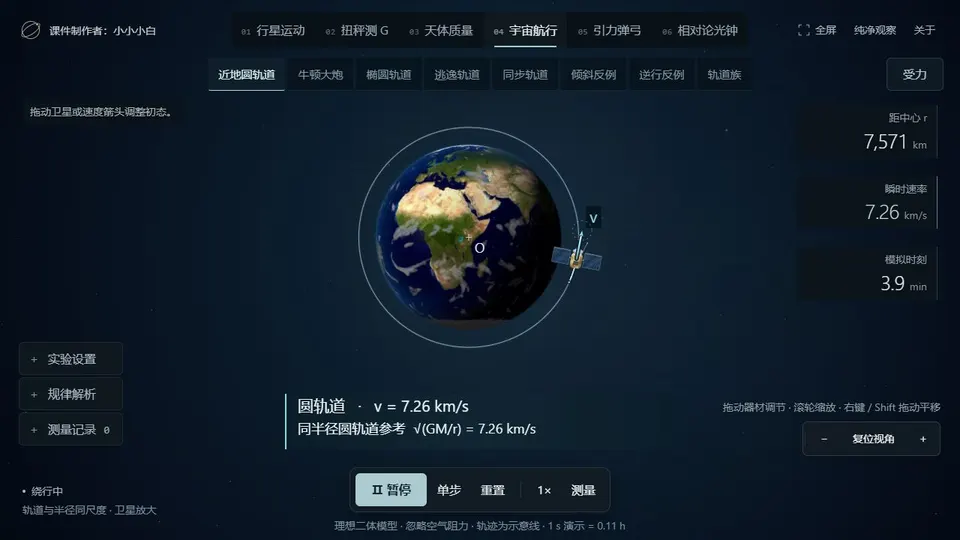 课件制作者：小小小白
01 行星运动 02 扭秤测 G 03 天体质量 04 宇宙航行 05 引力弹弓 06 相对论光钟
全屏 纯净观察 关于
近地圆轨道 牛顿大炮 椭圆轨道 逃逸轨道 同步轨道 倾斜反例 逆行反例 轨道族
受力
拖动卫星或速度箭头调整初态。
距中心 r
7,571 km
瞬时速率
7.26 km/s
模拟时刻
3.9 min
v
O
+ 实验设置
+ 规律解析
+ 测量记录 0
圆轨道 · v = 7.26 km/s
同半径圆轨道参考 √(GM/r) = 7.26 km/s
拖动器材调节 · 滚轮缩放 · 右键 / Shift 拖动平移
− 复位视角 +
• 绕行中
轨道与半径同尺度 · 卫星放大
暂停 单步 重置 1× 测量
理想二体模型 · 忽略空气阻力 · 轨迹为示意线 · 1 s 演示 = 0.11 h